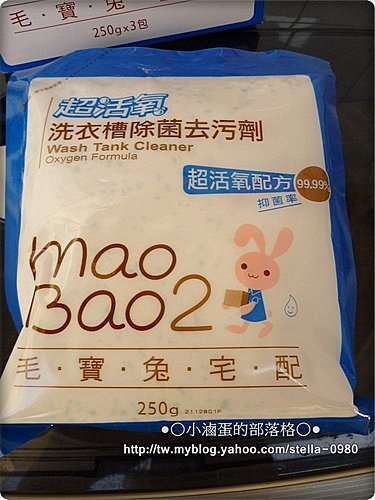 毛・寶・兔・宅
250g×3包
超活氧
洗衣槽除菌去污劑
Wash Tank Cleaner
Oxygen Formula
超活氧配方 99.99%
抑菌率
mao
Bao2
毛・寶・兔・宅・配
250g 2112801F
●○小滷蛋的部落格○●
http://tw.myblog.yahoo.com/stella-0980